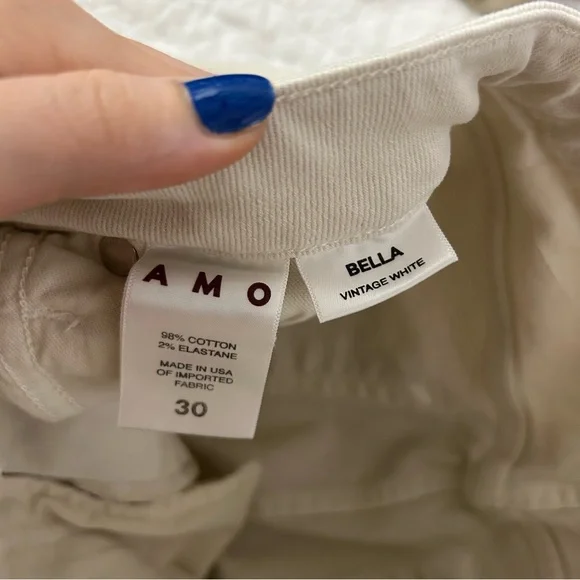 AMO
98% COTTON
2% ELASTANE
MADE IN USA
OF IMPORTED
FABRIC
30
BELLA
VINTAGE WHITE